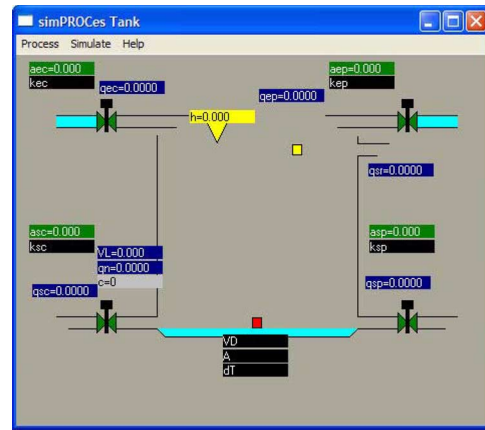 simPROCes Tank
Process Simulate Help
aec=0.000
kec
qec=0.0000
aep=0.000
kep
qep=0.0000
h=0.000
qsr=0.0000
asc=0.000
ksc
VL=0.000
qn=0.0000
c=0
qsc=0.0000
asp=0.000
ksp
qsp=0.0000
VD
A
dT